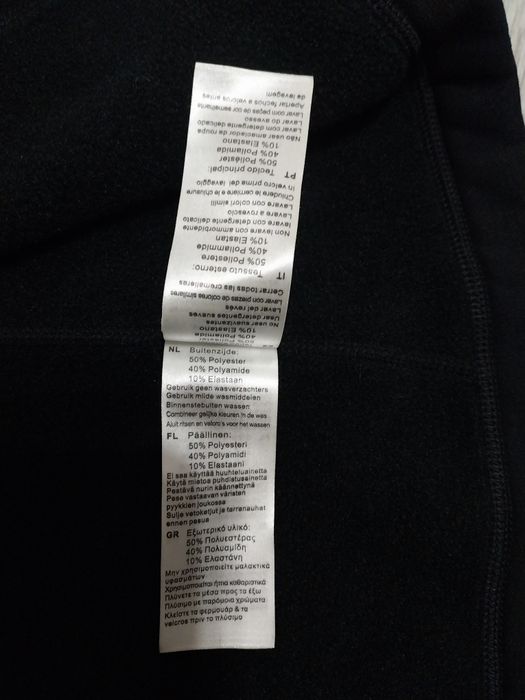 50% Poliéster
No use suavizantes
Usar detergentes suaves
Lavar del revés
Lavar con piezas de colores similares
Cerrar todas las cremalleras
IT Tessuto esterno:
50% Poliestere
40% Poliammide
10% Elastan
Non lavare con ammorbidente
Lavare con detergente delicato
Lavare a rovescio
Lavare con colori simili
Chiudere le cerniere e le chiusure
in velcro prima del lavaggio
PT Tecido principal:
50% Poliéster
40% Poliamida
10% Elastano
Não usar amaciador de roupa
Lavar com detergente delicado
Lavar do avesso
Lavar com peças de cor semelhante
Apertar fechos a velcros antes
de lavagem
NL Buitenzijde:
50% Polyester
40% Polyamide
10% Elastaan
Gebruik geen wasverzachters
Gebruik milde wasmiddelen
Binnenstebuiten wassen
Combineer gelijke kleuren in de was
Aluit ritsen en velcro's voor het wassen
FL Päällinen:
50% Polyesteri
40% Polyamidi
10% Elastaani
Ei saa käyttää huuhteluainetta
Käytä mietoa puhdistusainetta
Pestävä nurin käännettynä
Pese vastaavan väristen
pyykkien joukossa
Sulje vetoketjut ja tarranauhat
ennen pesua
GR Εξωτερικό υλικό:
50% Πολυεστέρας
40% Πολυαμίδη
10% Ελαστάνη
Μην χρησιμοποιείτε μαλακτικά
υφασμάτων
Χρησιμοποιείται ήπια καθαριστικά
Πλύνετε τα μέσα προς τα έξω
Πλύσιμο με παρόμοια χρώματα
Κλείστε τα φερμουάρ & τα
velcros πριν το πλύσιμο